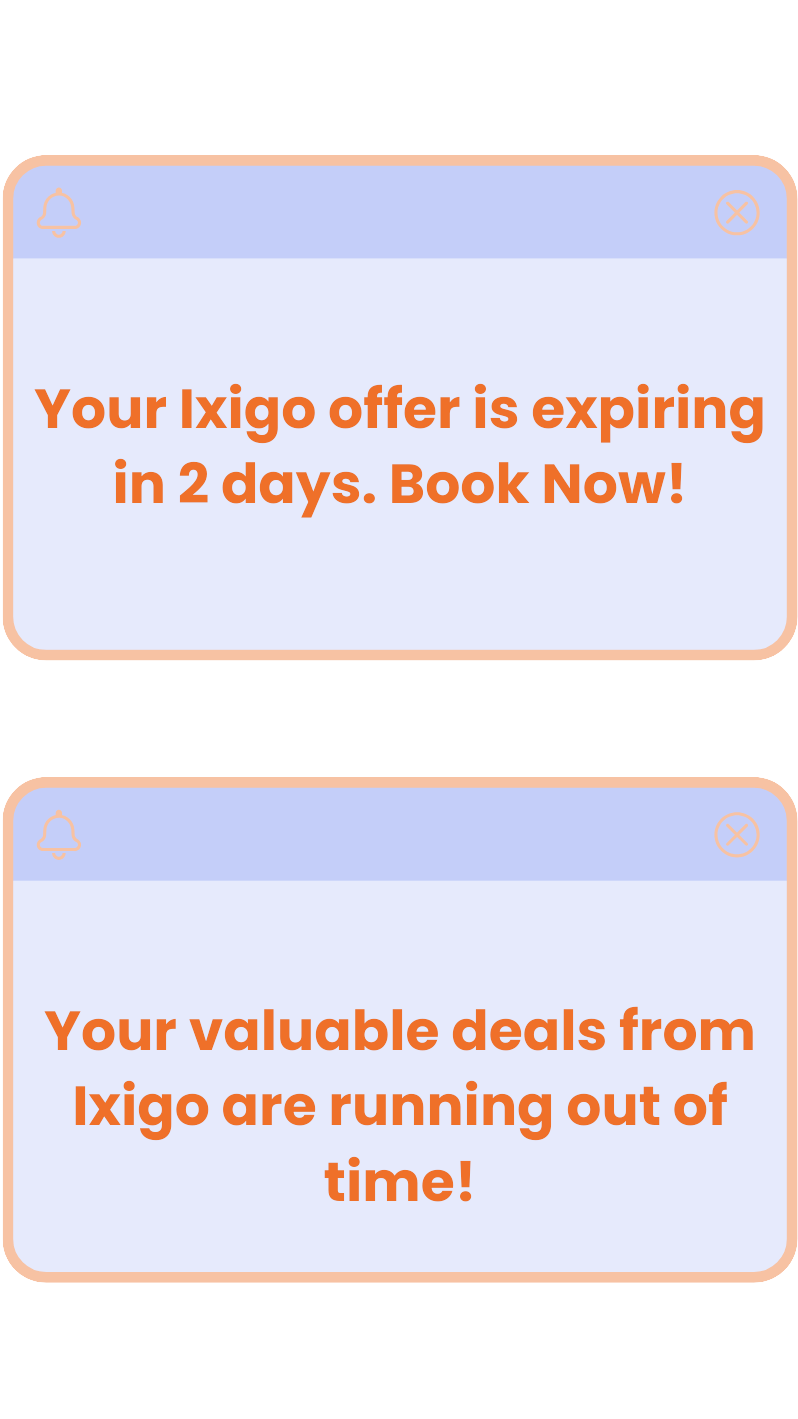 Your Ixigo offer is expiring
in 2 days. Book Now!
Your valuable deals from
Ixigo are running out of
time!